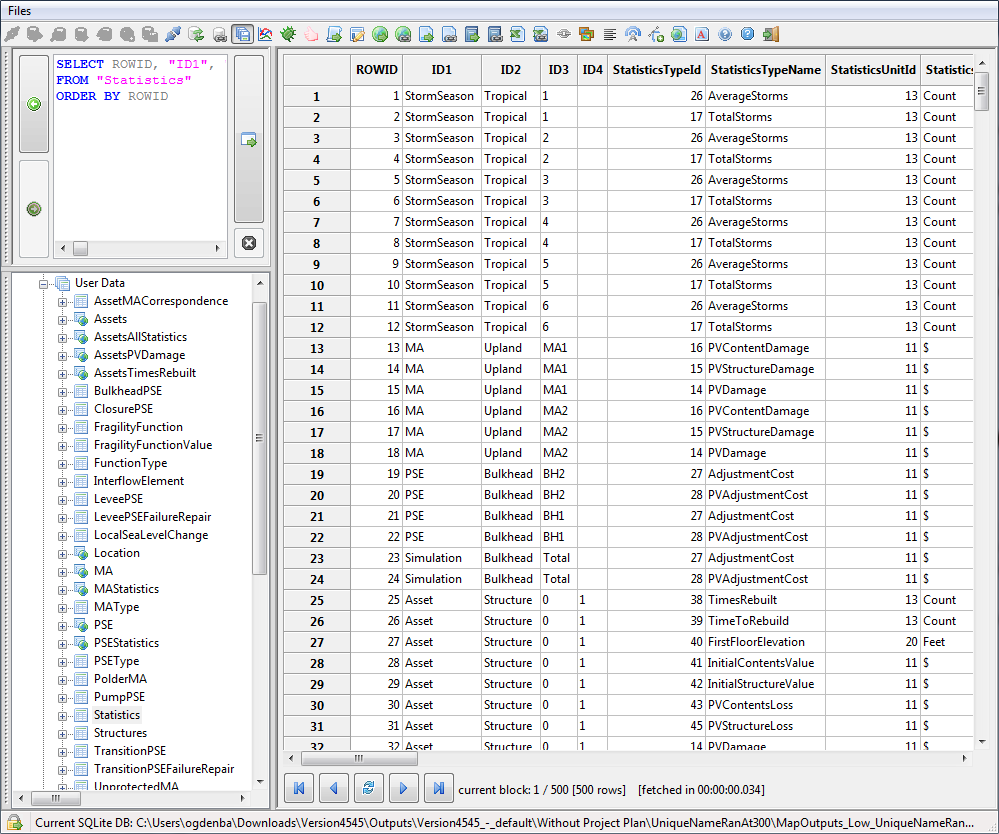 Files
SELECT ROWID, "ID1",
FROM "Statistics"
ORDER BY ROWID
User Data
AssetMACorrespondence
Assets
AssetsAllStatistics
AssetsPVDamage
AssetsTimesRebuilt
BulkheadPSE
ClosurePSE
FragilityFunction
FragilityFunctionValue
FunctionType
InterflowElement
LeveePSE
LeveePSEFailureRepair
LocalSeaLevelChange
Location
MA
MAStatistics
MAType
PSE
PSEStatistics
PSEType
PolderMA
PumpPSE
Statistics
Structures
TransitionPSE
TransitionPSEFailureRepair
UnprotectedMA
ROWID ID1 ID2 ID3 ID4 StatisticsTypeId StatisticsTypeName StatisticsUnitId Statistics
1 1 StormSeason Tropical 1 26 AverageStorms 13 Count
2 2 StormSeason Tropical 1 17 TotalStorms 13 Count
3 3 StormSeason Tropical 2 26 AverageStorms 13 Count
4 4 StormSeason Tropical 2 17 TotalStorms 13 Count
5 5 StormSeason Tropical 3 26 AverageStorms 13 Count
6 6 StormSeason Tropical 3 17 TotalStorms 13 Count
7 7 StormSeason Tropical 4 26 AverageStorms 13 Count
8 8 StormSeason Tropical 4 17 TotalStorms 13 Count
9 9 StormSeason Tropical 5 26 AverageStorms 13 Count
10 10 StormSeason Tropical 5 17 TotalStorms 13 Count
11 11 StormSeason Tropical 6 26 AverageStorms 13 Count
12 12 StormSeason Tropical 6 17 TotalStorms 13 Count
13 13 MA Upland MA1 16 PVContentDamage 11 $
14 14 MA Upland MA1 15 PVStructureDamage 11 $
15 15 MA Upland MA1 14 PVDamage 11 $
16 16 MA Upland MA2 16 PVContentDamage 11 $
17 17 MA Upland MA2 15 PVStructureDamage 11 $
18 18 MA Upland MA2 14 PVDamage 11 $
19 19 PSE Bulkhead BH2 27 AdjustmentCost 11 $
20 20 PSE Bulkhead BH2 28 PVAdjustmentCost 11 $
21 21 PSE Bulkhead BH1 27 AdjustmentCost 11 $
22 22 PSE Bulkhead BH1 28 PVAdjustmentCost 11 $
23 23 Simulation Bulkhead Total 27 AdjustmentCost 11 $
24 24 Simulation Bulkhead Total 28 PVAdjustmentCost 11 $
25 25 Asset Structure 0 1 38 TimesRebuilt 13 Count
26 26 Asset Structure 0 1 39 TimeToRebuild 13 Count
27 27 Asset Structure 0 1 40 FirstFloorElevation 20 Feet
28 28 Asset Structure 0 1 41 InitialContentsValue 11 $
29 29 Asset Structure 0 1 42 InitialStructureValue 11 $
30 30 Asset Structure 0 1 43 PVContentsLoss 11 $
31 31 Asset Structure 0 1 45 PVStructureLoss 11 $
32 32 Asset Structure 0 1 14 PVDamage 11 $
current block: 1 / 500 [500 rows] [fetched in 00:00:00.034]
Current SQLite DB: C:\Users\ogdenba\Downloads\Version4545\Outputs\Version4545_-_default\Without Project Plan\UniqueNameRanAt300\MapOutputs_Low_UniqueNameRan...